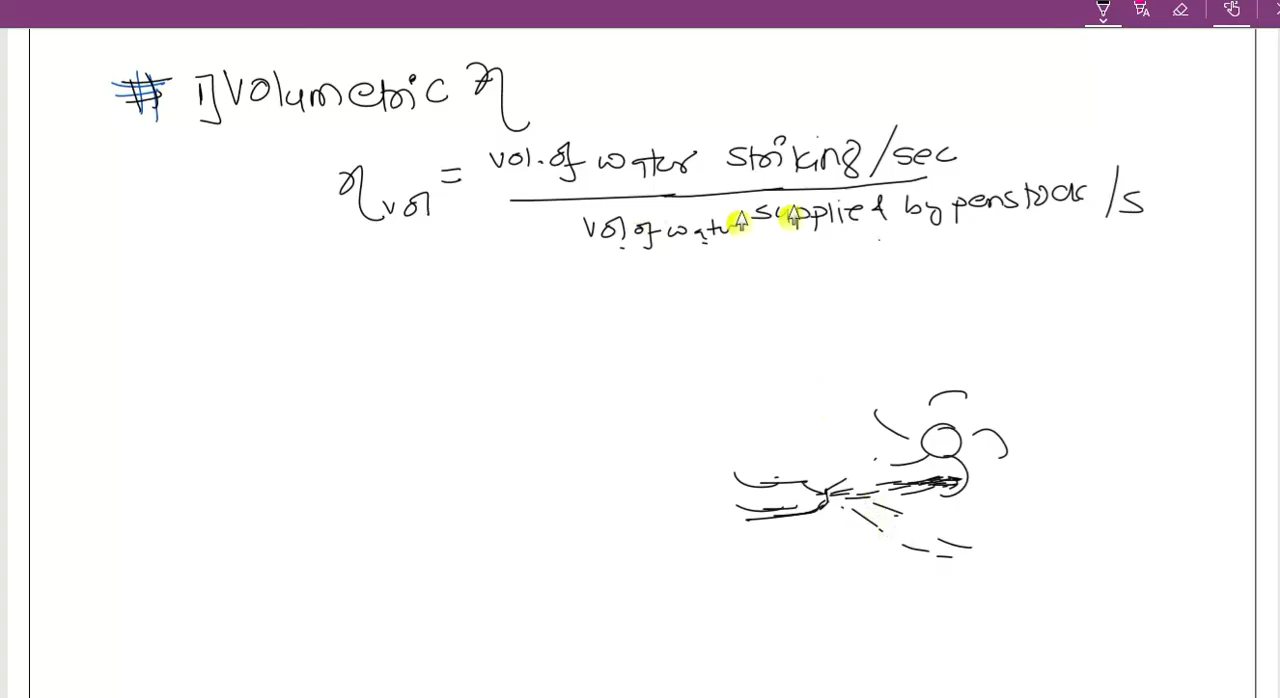 # 1] Volumetric η
ηvol = vol. of water striking/sec
vol of water supplied by penstock /s